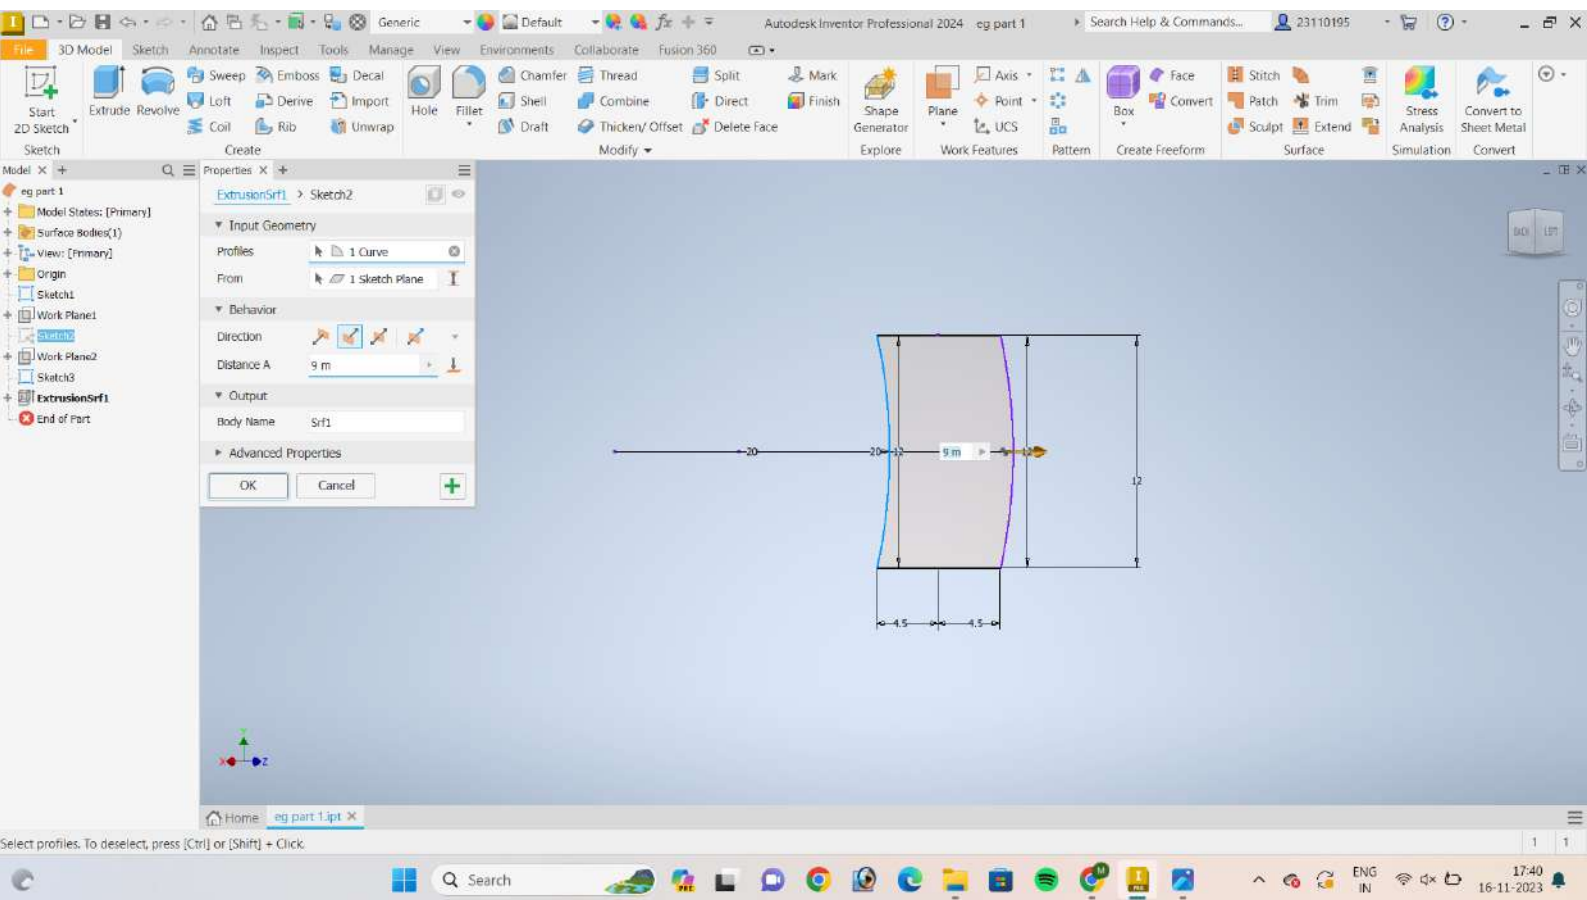 I Generic Default fx Autodesk Inventor Professional 2024 eg part 1 Search Help & Commands... 23110195
File 3D Model Sketch Annotate Inspect Tools Manage View Environments Collaborate Fusion 360
Start 2D Sketch
Extrude Revolve
Sweep Emboss Decal
Loft Derive Import
Coil Rib Unwrap
Hole Fillet
Chamfer Thread Split
Shell Combine Direct
Draft Thicken/ Offset Delete Face
Mark
Finish
Shape Generator
Plane
Axis
Point
UCS
Box
Face
Convert
Stitch
Patch Trim
Sculpt Extend
Stress Analysis
Convert to Sheet Metal
Sketch Create Modify Explore Work Features Pattern Create Freeform Surface Simulation Convert
Model × +
eg part 1
Model States: [Primary]
Surface Bodies(1)
View: [Primary]
Origin
Sketch1
Work Plane1
Sketch2
Work Plane2
Sketch3
ExtrusionSrf1
End of Part
Properties × +
ExtrusionSrf1 > Sketch2
Input Geometry
Profiles 1 Curve
From 1 Sketch Plane
Behavior
Direction
Distance A 9 m
Output
Body Name Srf1
Advanced Properties
OK Cancel
BACK LEFT
20 20 12 9 m 12
12
4.5 4.5
Y
X Z
Home eg part 1.ipt ×
Select profiles. To deselect, press [Ctrl] or [Shift] + Click. 1 1
Search
ENG IN
17:40
16-11-2023